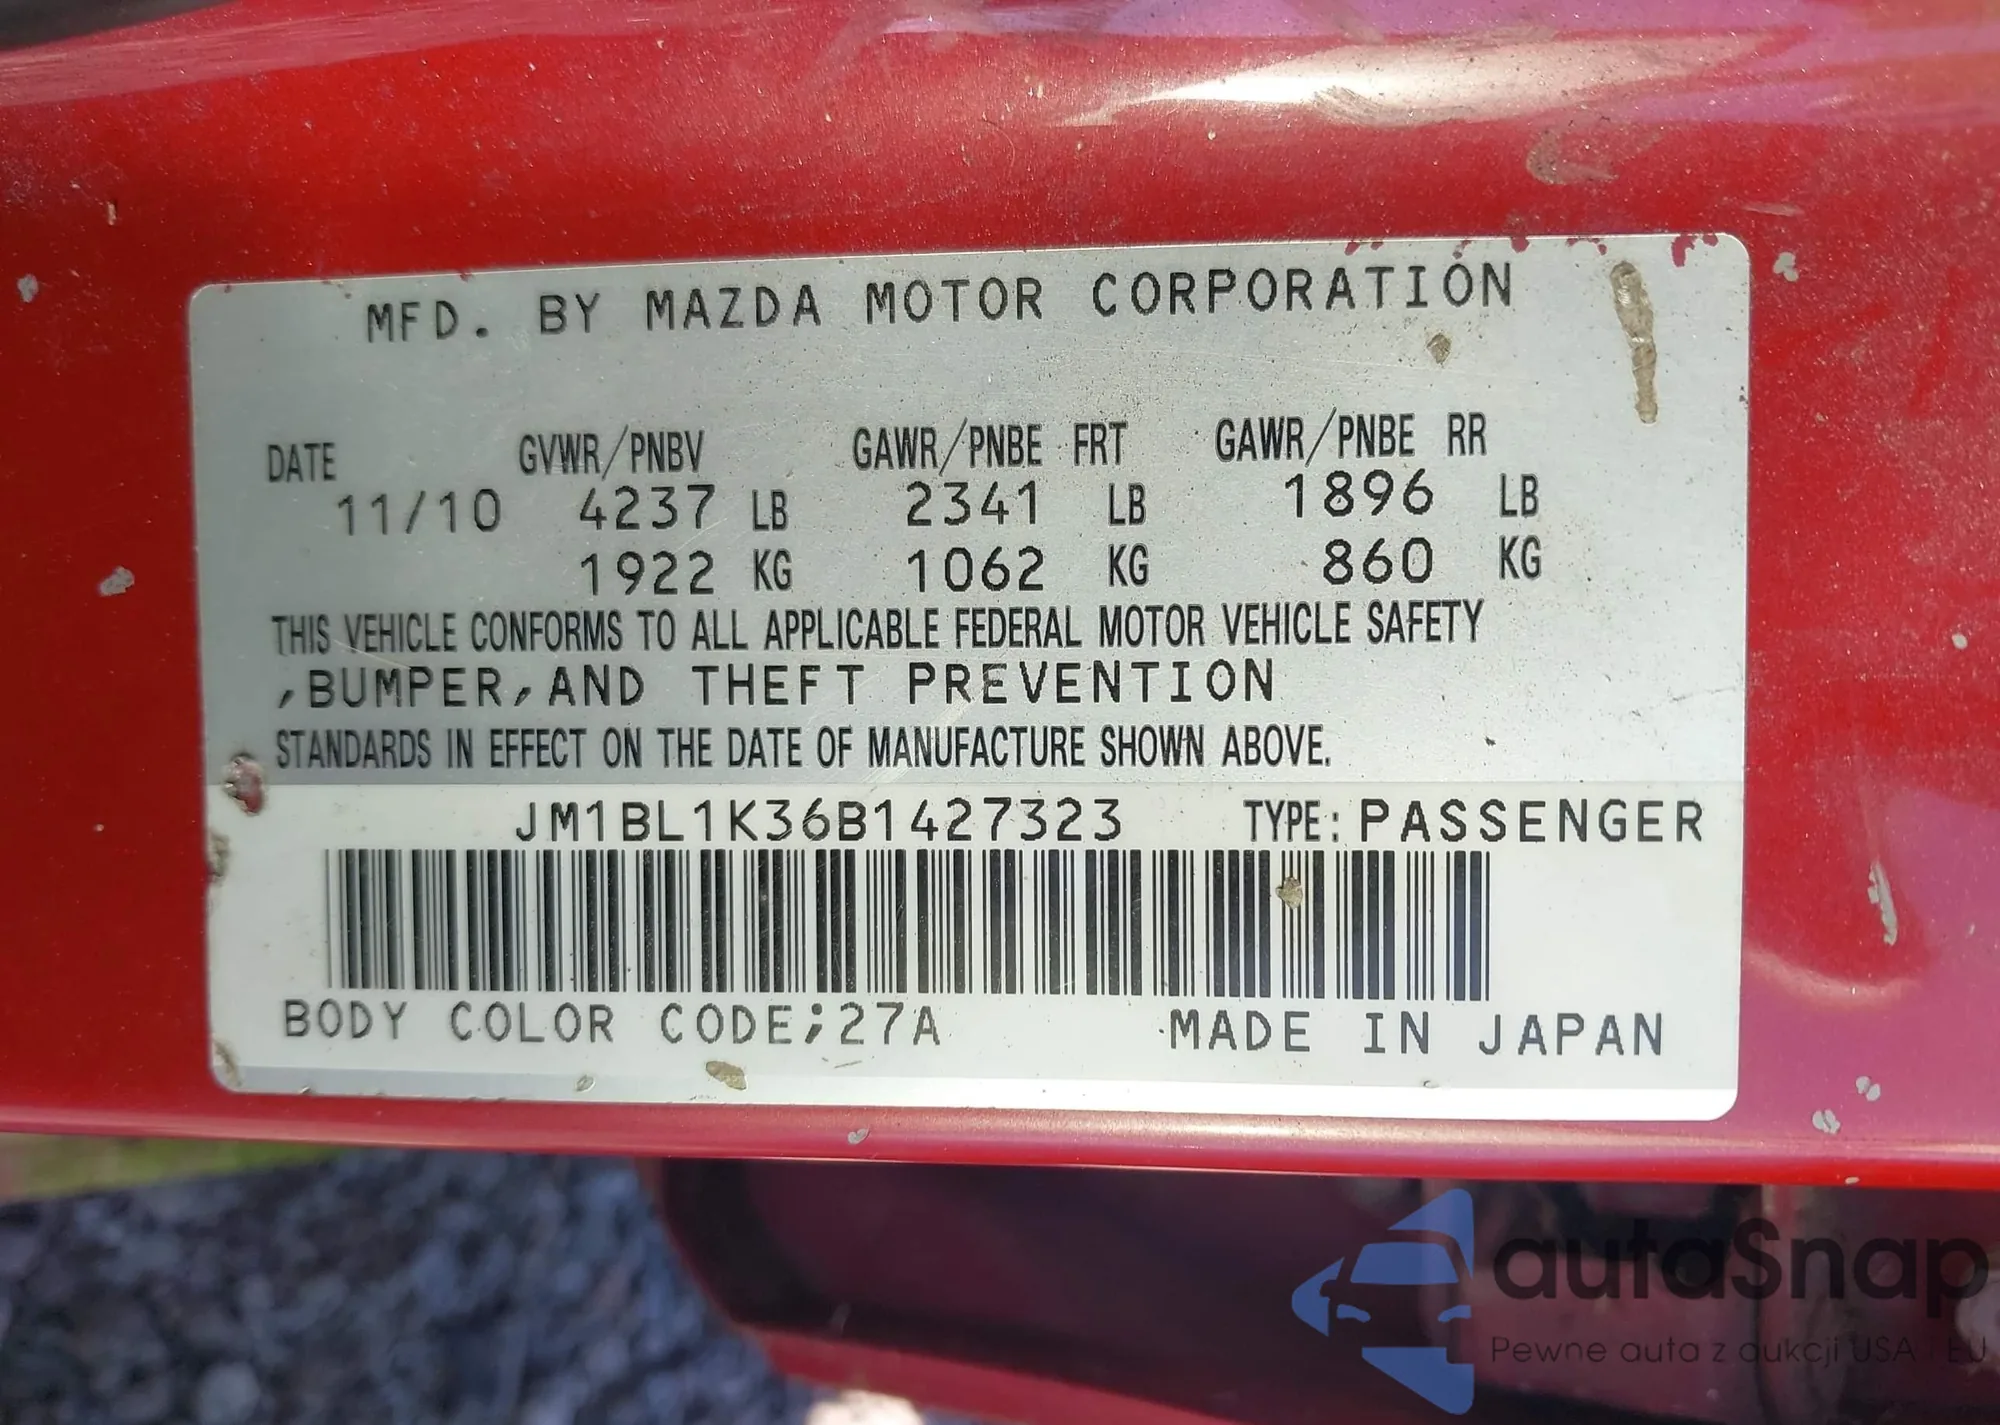 MFD. BY MAZDA MOTOR CORPORATION
DATE GVWR/PNBV GAWR/PNBE FRT GAWR/PNBE RR
11/10 4237 LB 2341 LB 1896 LB
1922 KG 1062 KG 860 KG
THIS VEHICLE CONFORMS TO ALL APPLICABLE FEDERAL MOTOR VEHICLE SAFETY
,BUMPER,AND THEFT PREVENTION
STANDARDS IN EFFECT ON THE DATE OF MANUFACTURE SHOWN ABOVE.
JM1BL1K36B1427323 TYPE: PASSENGER
BODY COLOR CODE;27A MADE IN JAPAN
autaSnap
Pewne auta z aukcji USA i EU